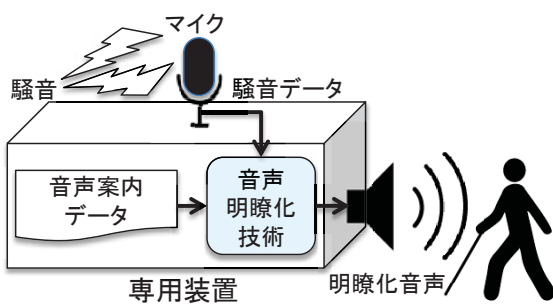 マイク
騒音
騒音データ
音声案内
データ
音声
明瞭化
技術
専用装置
明瞭化音声